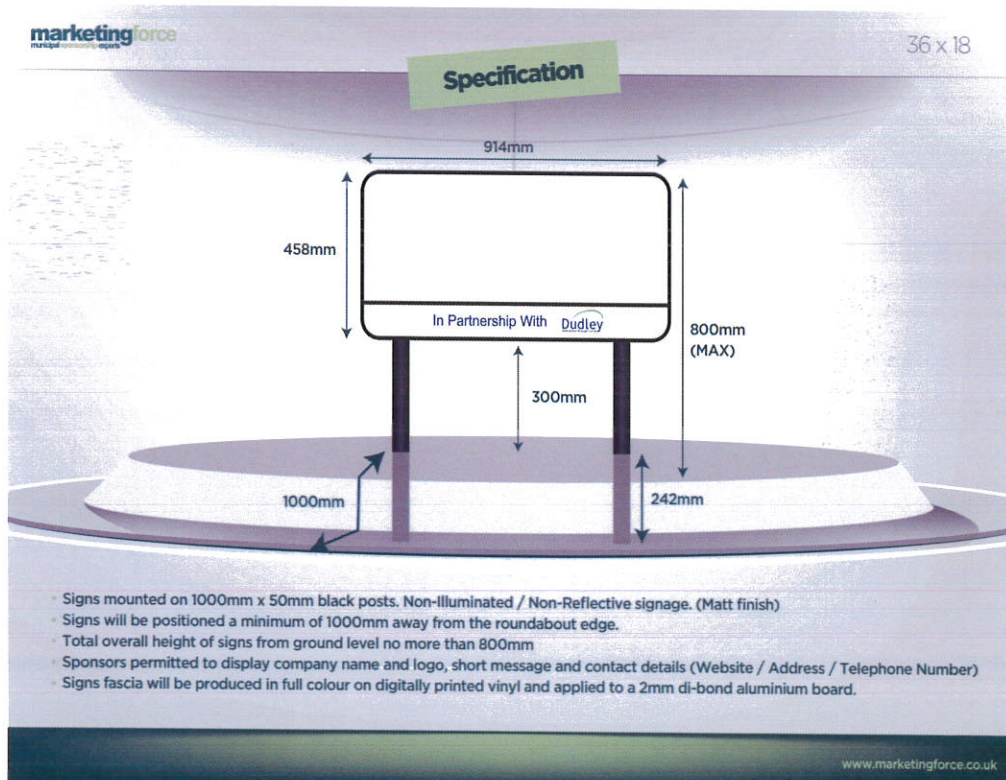 marketingforce
municipal sponsorship experts
36 x 18
Specification
914mm
458mm
In Partnership With Dudley
800mm
(MAX)
300mm
1000mm
242mm
Signs mounted on 1000mm x 50mm black posts. Non-Illuminated / Non-Reflective signage. (Matt finish)
Signs will be positioned a minimum of 1000mm away from the roundabout edge.
Total overall height of signs from ground level no more than 800mm
Sponsors permitted to display company name and logo, short message and contact details (Website / Address / Telephone Number)
Signs fascia will be produced in full colour on digitally printed vinyl and applied to a 2mm di-bond aluminium board.
www.marketingforce.co.uk